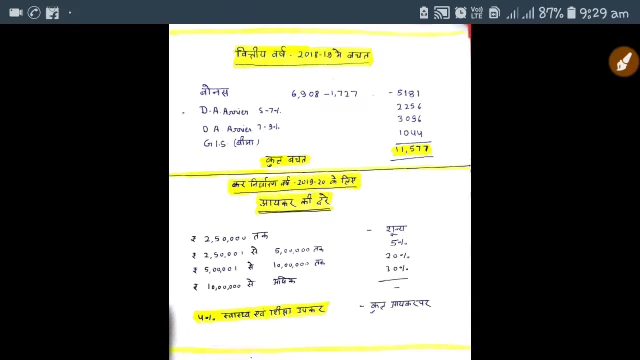 87% 9:29 am
वित्तीय वर्ष - 2018-19 मे बचत
बोनस 6,908 - 1,727 - 5181
D.A Arrier 5-7% 2256
DA Arrier 7-9% 3096
G.I.S (बीमा) 1044
कुल बचत 11,577
कर निर्धारण वर्ष - 2019-20 के लिए
आयकर की दरे
₹ 2,50,000 तक - शून्य
₹ 2,50,001 से 5,00,000 तक 5%
₹ 5,00,001 से 10,00,000 तक 20%
₹ 10,00,000 से अधिक 30%
4% स्वास्थ्य एवं शिक्षा उपकर - कुल आयकर पर